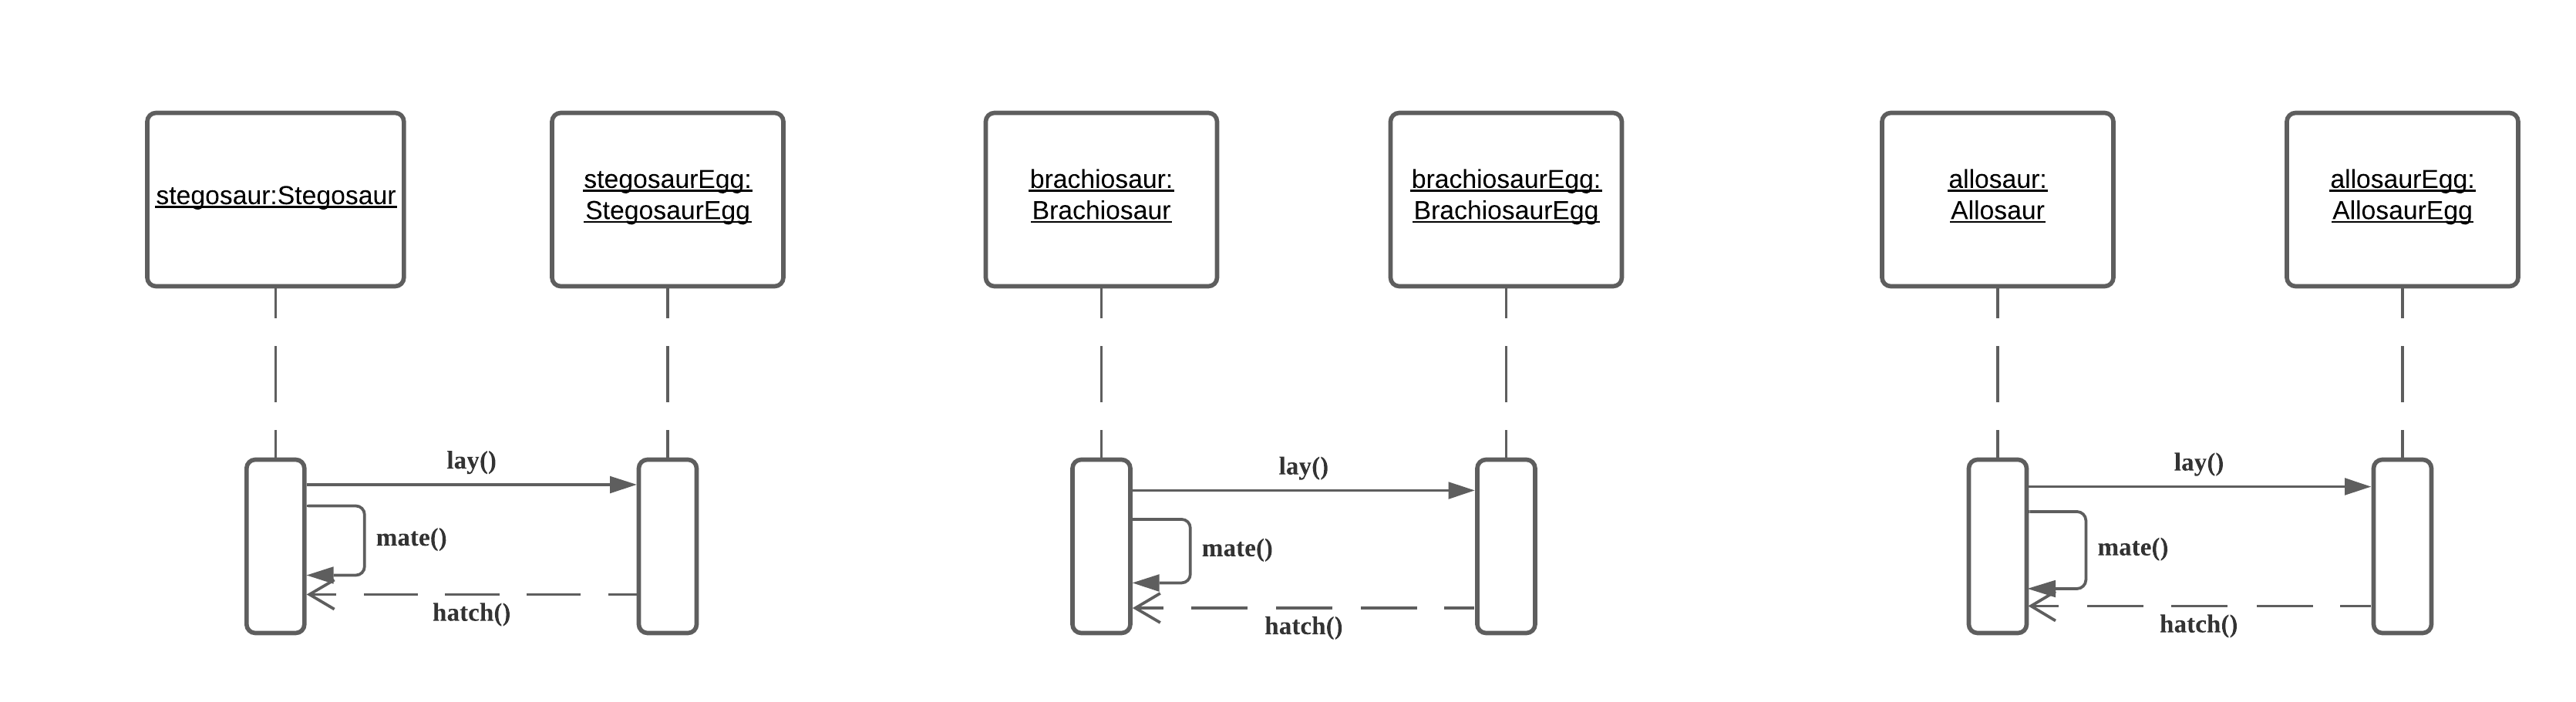 stegosaur:Stegosaur
stegosaurEgg:
StegosaurEgg
brachiosaur:
Brachiosaur
brachiosaurEgg:
BrachiosaurEgg
allosaur:
Allosaur
allosaurEgg:
AllosaurEgg
lay()
mate()
hatch()
lay()
mate()
hatch()
lay()
mate()
hatch()